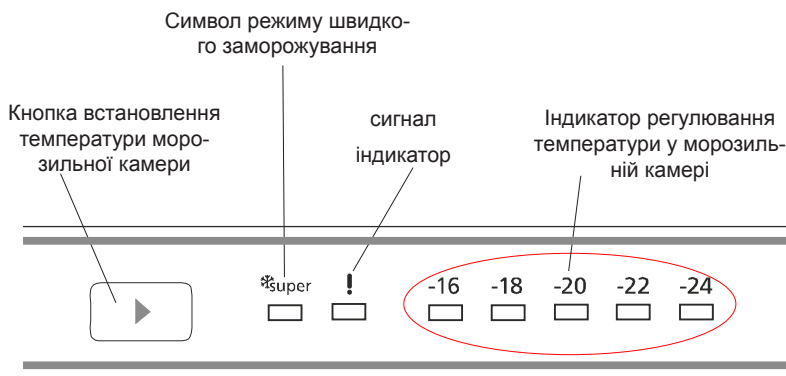 Символ режиму швидко-
го заморожування
Кнопка встановлення
температури моро-
зильної камери
сигнал
індикатор
Індикатор регулювання
температури у морозиль-
ній камері
super
!
-16 -18 -20 -22 -24